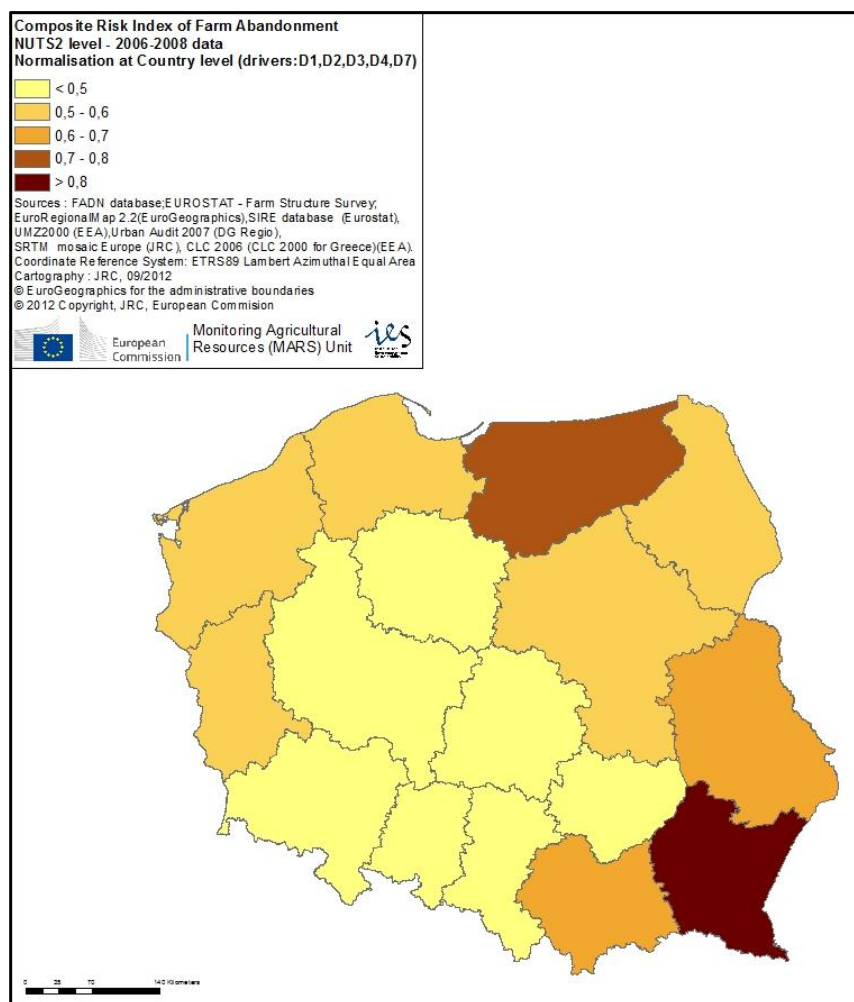 Composite Risk Index of Farm Abandonment
NUTS2 level - 2006-2008 data
Normalisation at Country level (drivers:D1,D2,D3,D4,D7)
< 0,5
0,5 - 0,6
0,6 - 0,7
0,7 - 0,8
> 0,8
Sources : FADN database;EUROSTAT - Farm Structure Survey;
EuroRegionalMap 2.2(EuroGeographics),SIRE database (Eurostat),
UMZ2000 (EEA),Urban Audit 2007 (DG Regio),
SRTM mosaic Europe (JRC), CLC 2006 (CLC 2000 for Greece)(EEA).
Coordinate Reference System: ETRS89 Lambert Azimuthal Equal Area
Cartography : JRC, 09/2012
© EuroGeographics for the administrative boundaries
© 2012 Copyright, JRC, European Commision
European
Commission
Monitoring Agricultural
Resources (MARS) Unit
ies
0 35 70 140 Kilometers